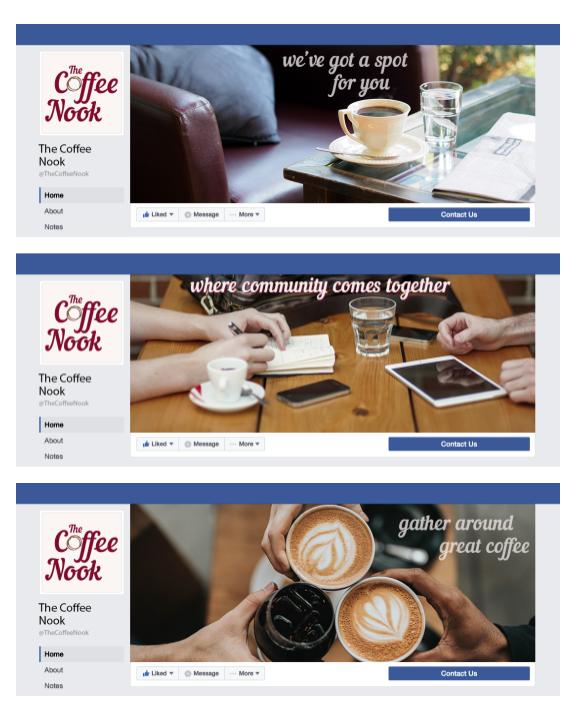 The
Coffee
Nook
The Coffee
Nook
@TheCoffeeNook
Home
About
Notes
we've got a spot
for you
Liked
Message
... More
Contact Us
The
Coffee
Nook
The Coffee
Nook
@TheCoffeeNook
Home
About
Notes
where community comes together
Liked
Message
... More
Contact Us
The
Coffee
Nook
The Coffee
Nook
@TheCoffeeNook
Home
About
Notes
gather around
great coffee
Liked
Message
... More
Contact Us